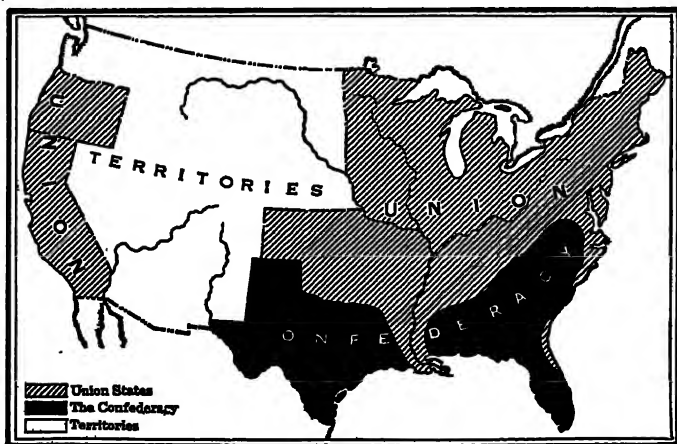 UNION
TERRITORIES
UNION
CONFEDERACY
Union States
The Confederacy
Territories